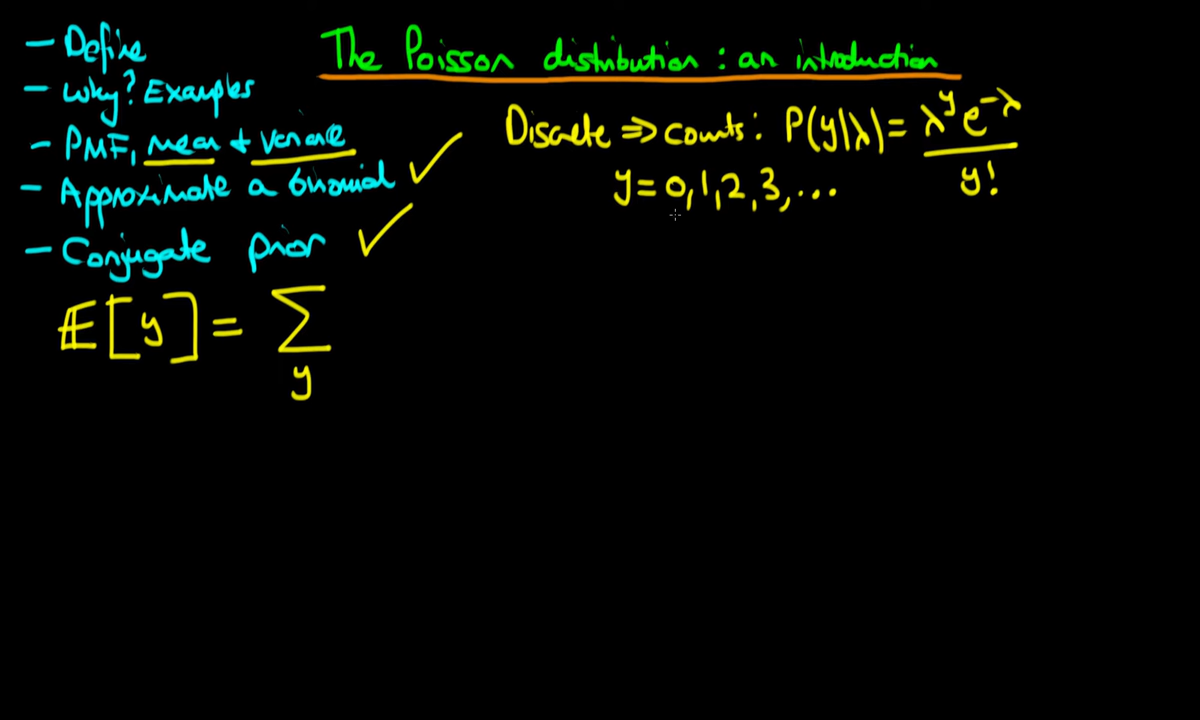 The Poisson distribution: an introduction
- Define
- Why? Examples
- PMF, mean + variance
- Approximate a binomial ✓
- Conjugate prior ✓
Discrete ⇒ counts: P(y|λ) = λ^y e^-λ / y!
y = 0, 1, 2, 3, ...
𝔼[y] = Σ_y